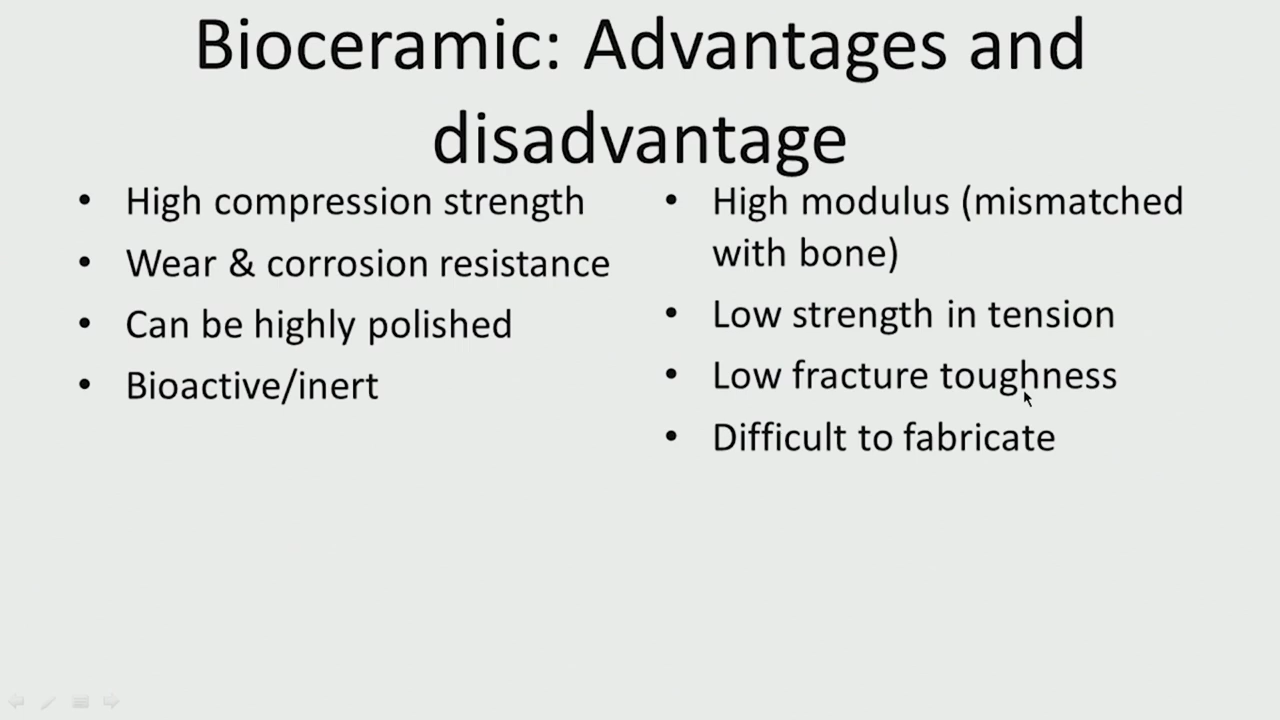 Bioceramic: Advantages and
disadvantage
• High compression strength
• Wear & corrosion resistance
• Can be highly polished
• Bioactive/inert
• High modulus (mismatched
with bone)
• Low strength in tension
• Low fracture toughness
• Difficult to fabricate